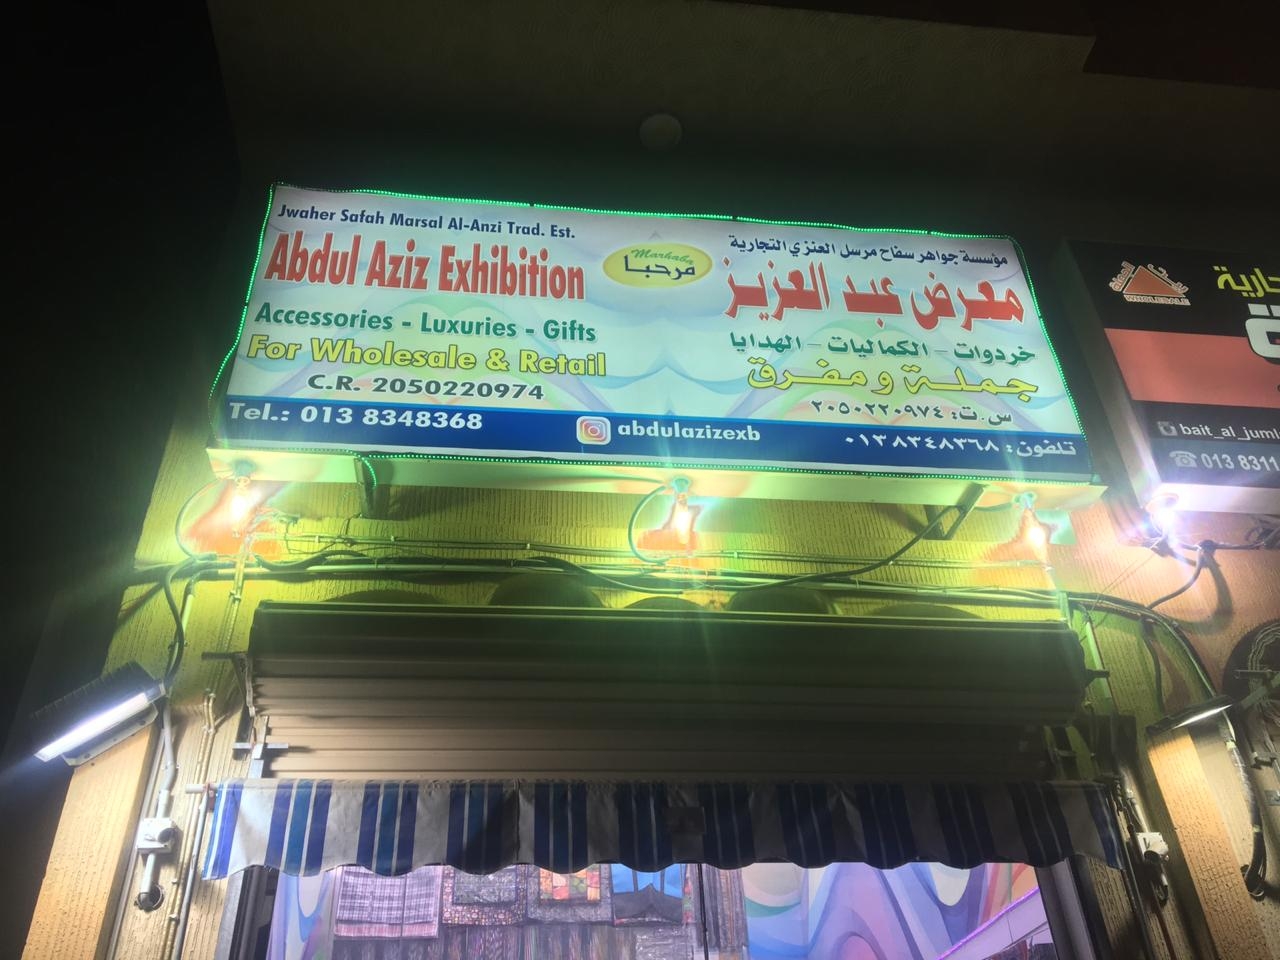 Jwaher Safah Marsal Al-Anzi Trad. Est.
Abdul Aziz Exhibition
Accessories - Luxuries - Gifts
For Wholesale & Retail
C.R. 2050220974
Tel.: 013 8348368
Marhaba
مرحبا
abdulazizexb
مؤسسة جواهر سفاح مرسل العنزي التجارية
معرض عبد العزيز
خردوات - الكماليات - الهدايا
جملة و مفرق
س.ت: ٢٠٥٠٢٢٠٩٧٤
تلفون: ٠١٣٨٣٤٨٣٦٨
WHOLESALE
bait_al_juml
013 8311